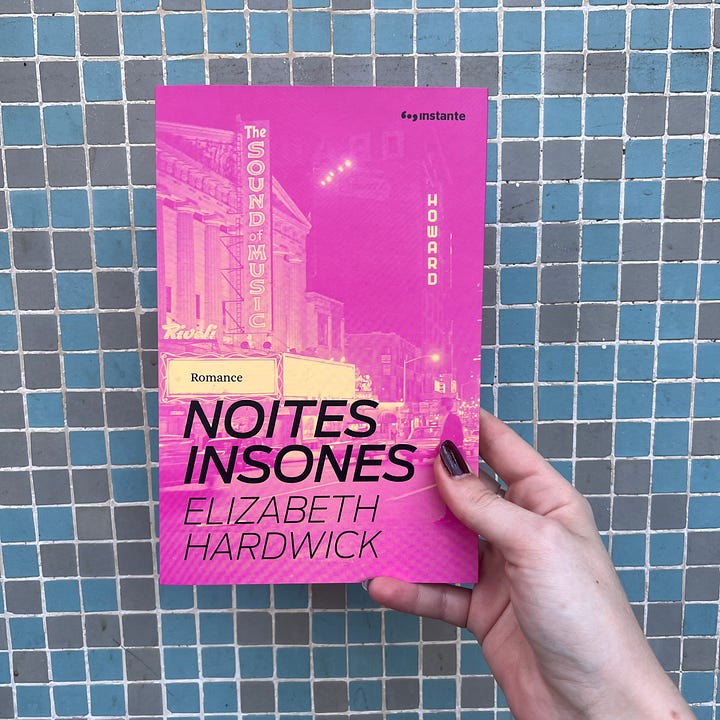 instante
The
SOUND
of
MUSIC
HOWARD
Rivoli
Romance
NOITES
INSONES
ELIZABETH
HARDWICK